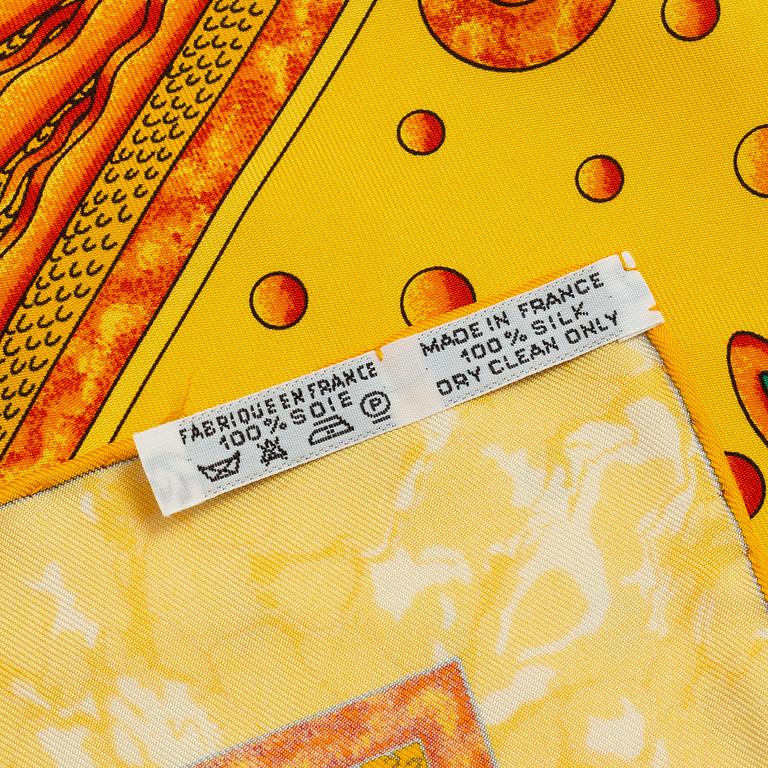 FABRIQUE EN FRANCE
100% SOIE
P
MADE IN FRANCE
100% SILK
DRY CLEAN ONLY